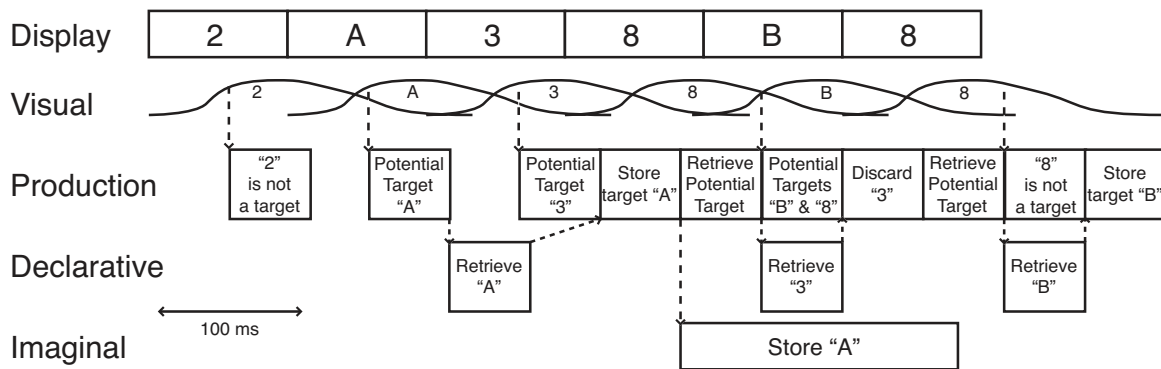 Display
2
A
3
8
B
8
Visual
2
A
3
8
B
8
Production
“2”
is not
a target
Potential
Target
“A”
Potential
Target
“3”
Store
target “A”
Retrieve
Potential
Target
Potential
Targets
“B” & “8”
Discard
“3”
Retrieve
Potential
Target
“8”
is not
a target
Store
target “B”
Declarative
Retrieve
“A”
Retrieve
“3”
Retrieve
“B”
100 ms
Imaginal
Store “A”